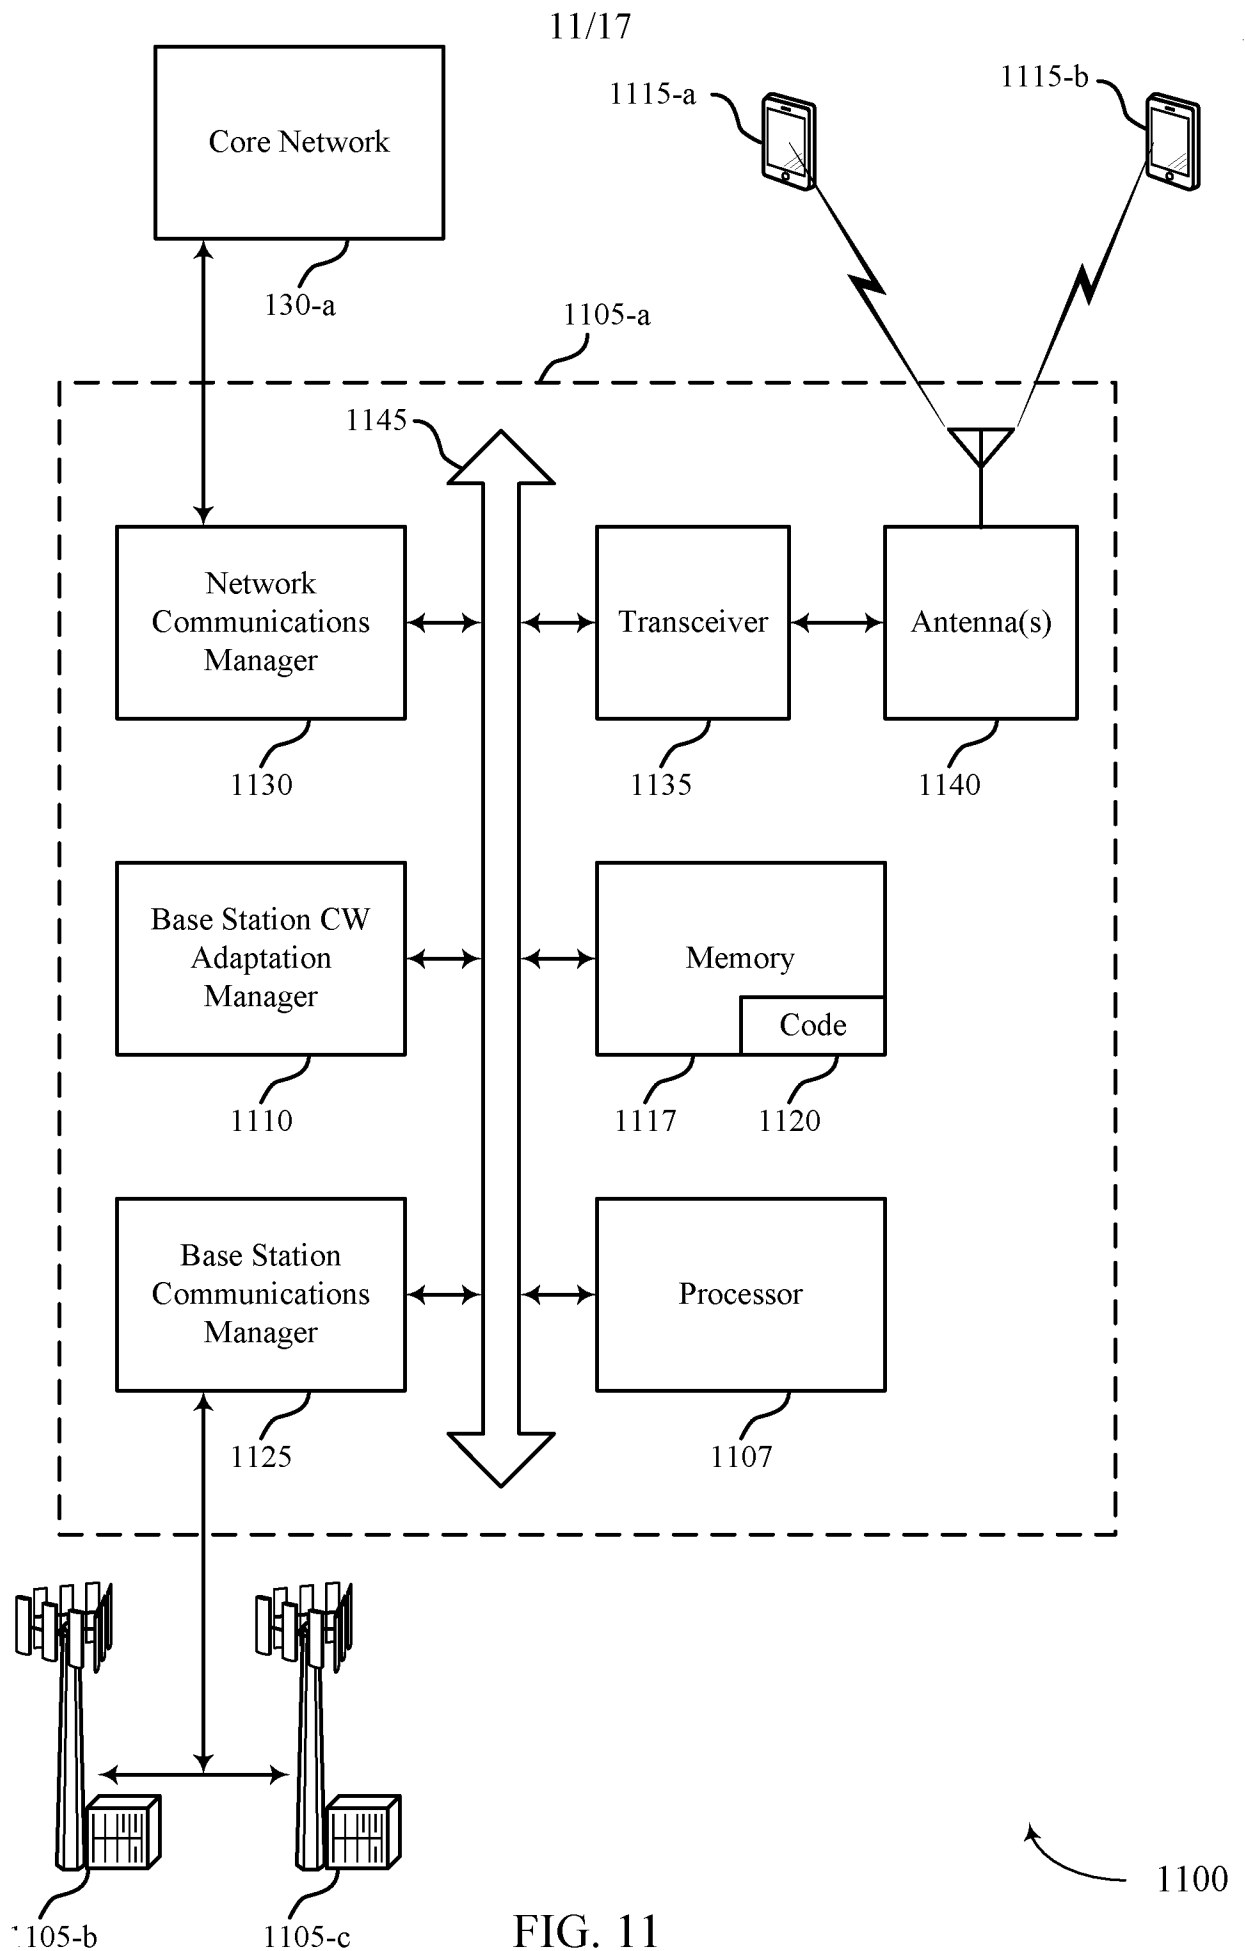 11/17
1115-a
1115-b
Core Network
130-a
1105-a
1145
Network
Communications
Manager
Transceiver
Antenna(s)
1130
1135
1140
Base Station CW
Adaptation
Manager
Memory
Code
1110
1117
1120
Base Station
Communications
Manager
Processor
1125
1107
1100
1105-b
1105-c
FIG. 11